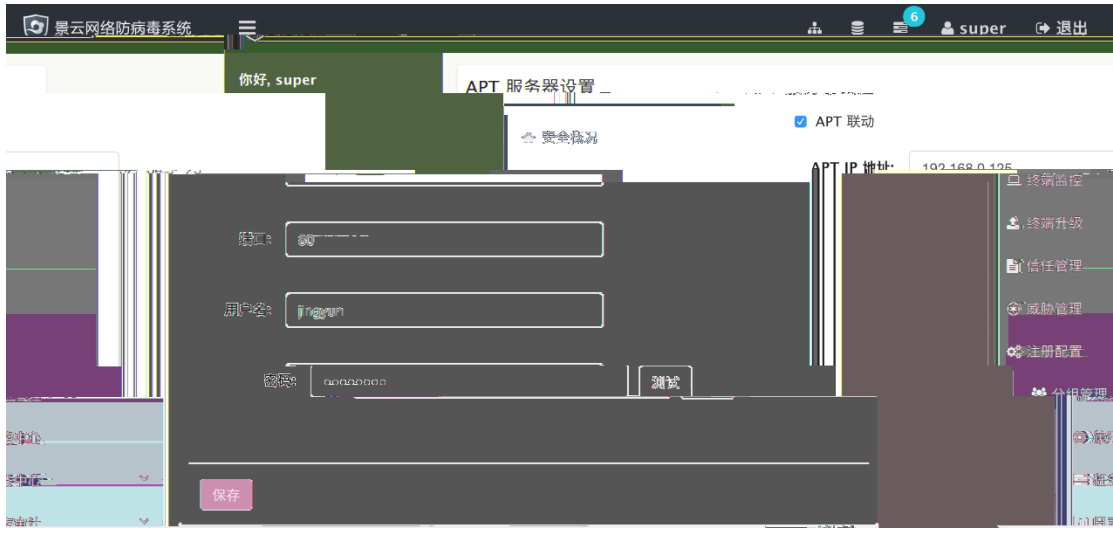 景云网络防病毒系统
6
super
退出
你好, super
APT 服务器设置
APT 联动
安全概况
APT IP 地址: 192.168.0.125
终端监控
端口: 80
终端升级
信任管理
用户名: jingyun
威胁管理
注册配置
密码:
测试
分组管理
保存